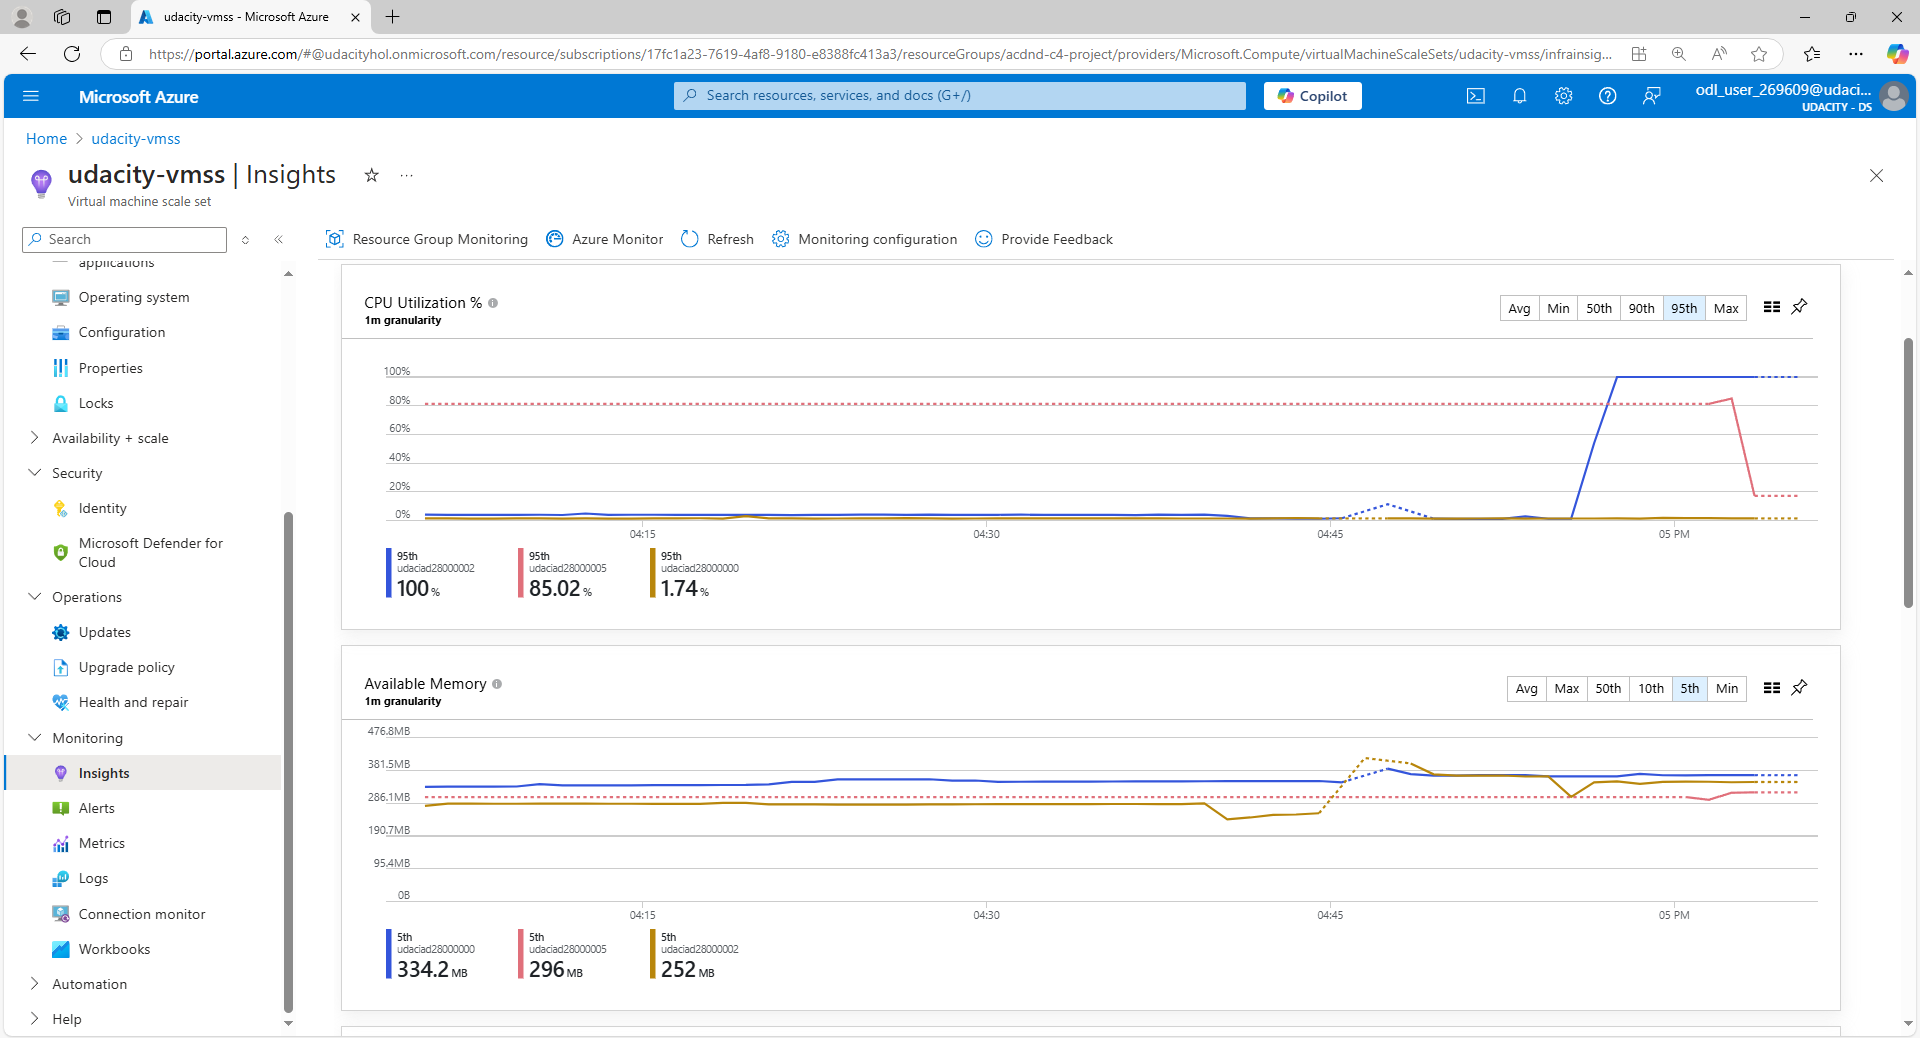 udacity-vmss - Microsoft Azure
https://portal.azure.com/#@udacityhol.onmicrosoft.com/resource/subscriptions/17fc1a23-7619-4af8-9180-e8388fc413a3/resourceGroups/acdnd-c4-project/providers/Microsoft.Compute/virtualMachineScaleSets/udacity-vmss/infrainsig...
Microsoft Azure
Search resources, services, and docs (G+/)
Copilot
odl_user_269609@udaci...
UDACITY - DS
Home > udacity-vmss
udacity-vmss | Insights
Virtual machine scale set
Search
Resource Group Monitoring
Azure Monitor
Refresh
Monitoring configuration
Provide Feedback
applications
Operating system
Configuration
Properties
Locks
Availability + scale
Security
Identity
Microsoft Defender for
Cloud
Operations
Updates
Upgrade policy
Health and repair
Monitoring
Insights
Alerts
Metrics
Logs
Connection monitor
Workbooks
Automation
Help
CPU Utilization %
1m granularity
Avg Min 50th 90th 95th Max
100%
80%
60%
40%
20%
0%
04:15 04:30 04:45 05 PM
95th
udaciad28000002
100 %
95th
udaciad28000005
85.02 %
95th
udaciad28000000
1.74 %
Available Memory
1m granularity
Avg Max 50th 10th 5th Min
476.8MB
381.5MB
286.1MB
190.7MB
95.4MB
0B
04:15 04:30 04:45 05 PM
5th
udaciad28000000
334.2 MB
5th
udaciad28000005
296 MB
5th
udaciad28000002
252 MB